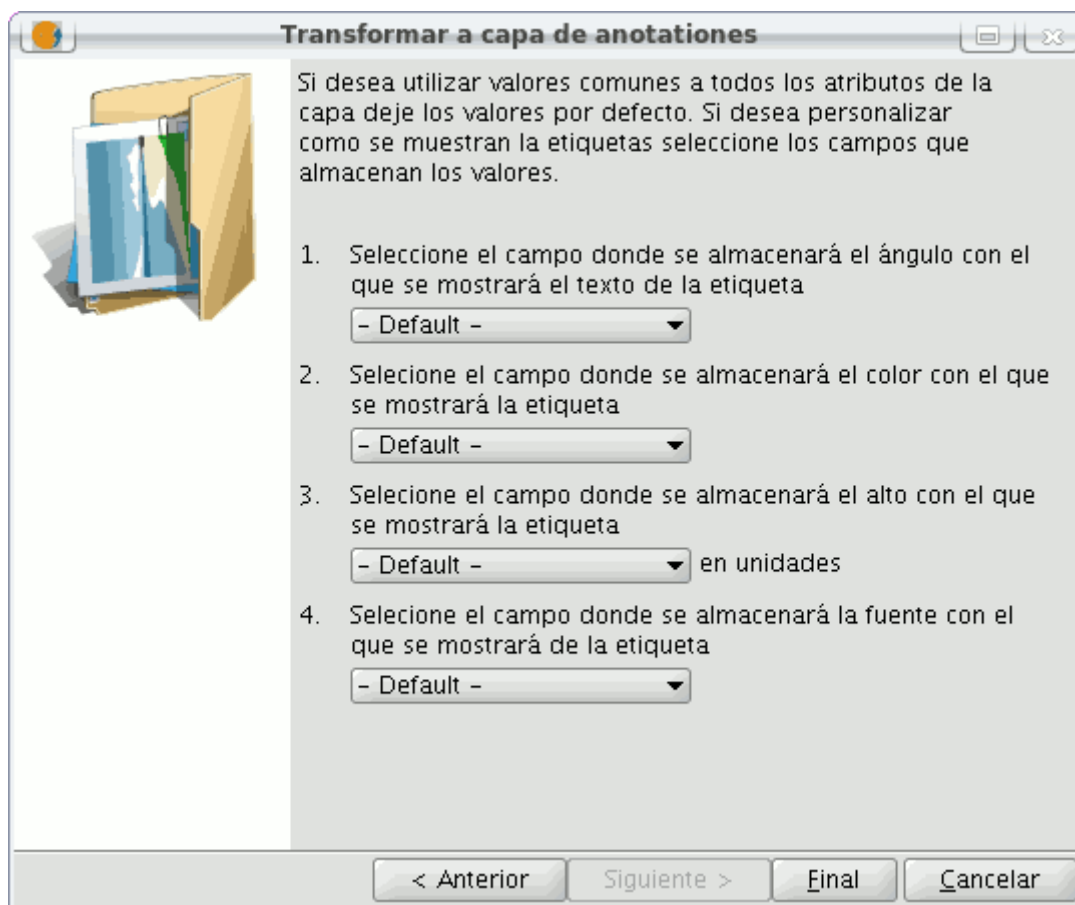 Transformar a capa de anotationes
Si desea utilizar valores comunes a todos los atributos de la
capa deje los valores por defecto. Si desea personalizar
como se muestran la etiquetas seleccione los campos que
almacenan los valores.
1. Seleccione el campo donde se almacenará el ángulo con el
que se mostrará el texto de la etiqueta
– Default –
2. Selecione el campo donde se almacenará el color con el que
se mostrará la etiqueta
– Default –
3. Selecione el campo donde se almacenará el alto con el que
se mostrará la etiqueta
– Default – en unidades
4. Selecione el campo donde se almacenará la fuente con el
que se mostrará de la etiqueta
– Default –
< Anterior Siguiente > Final Cancelar